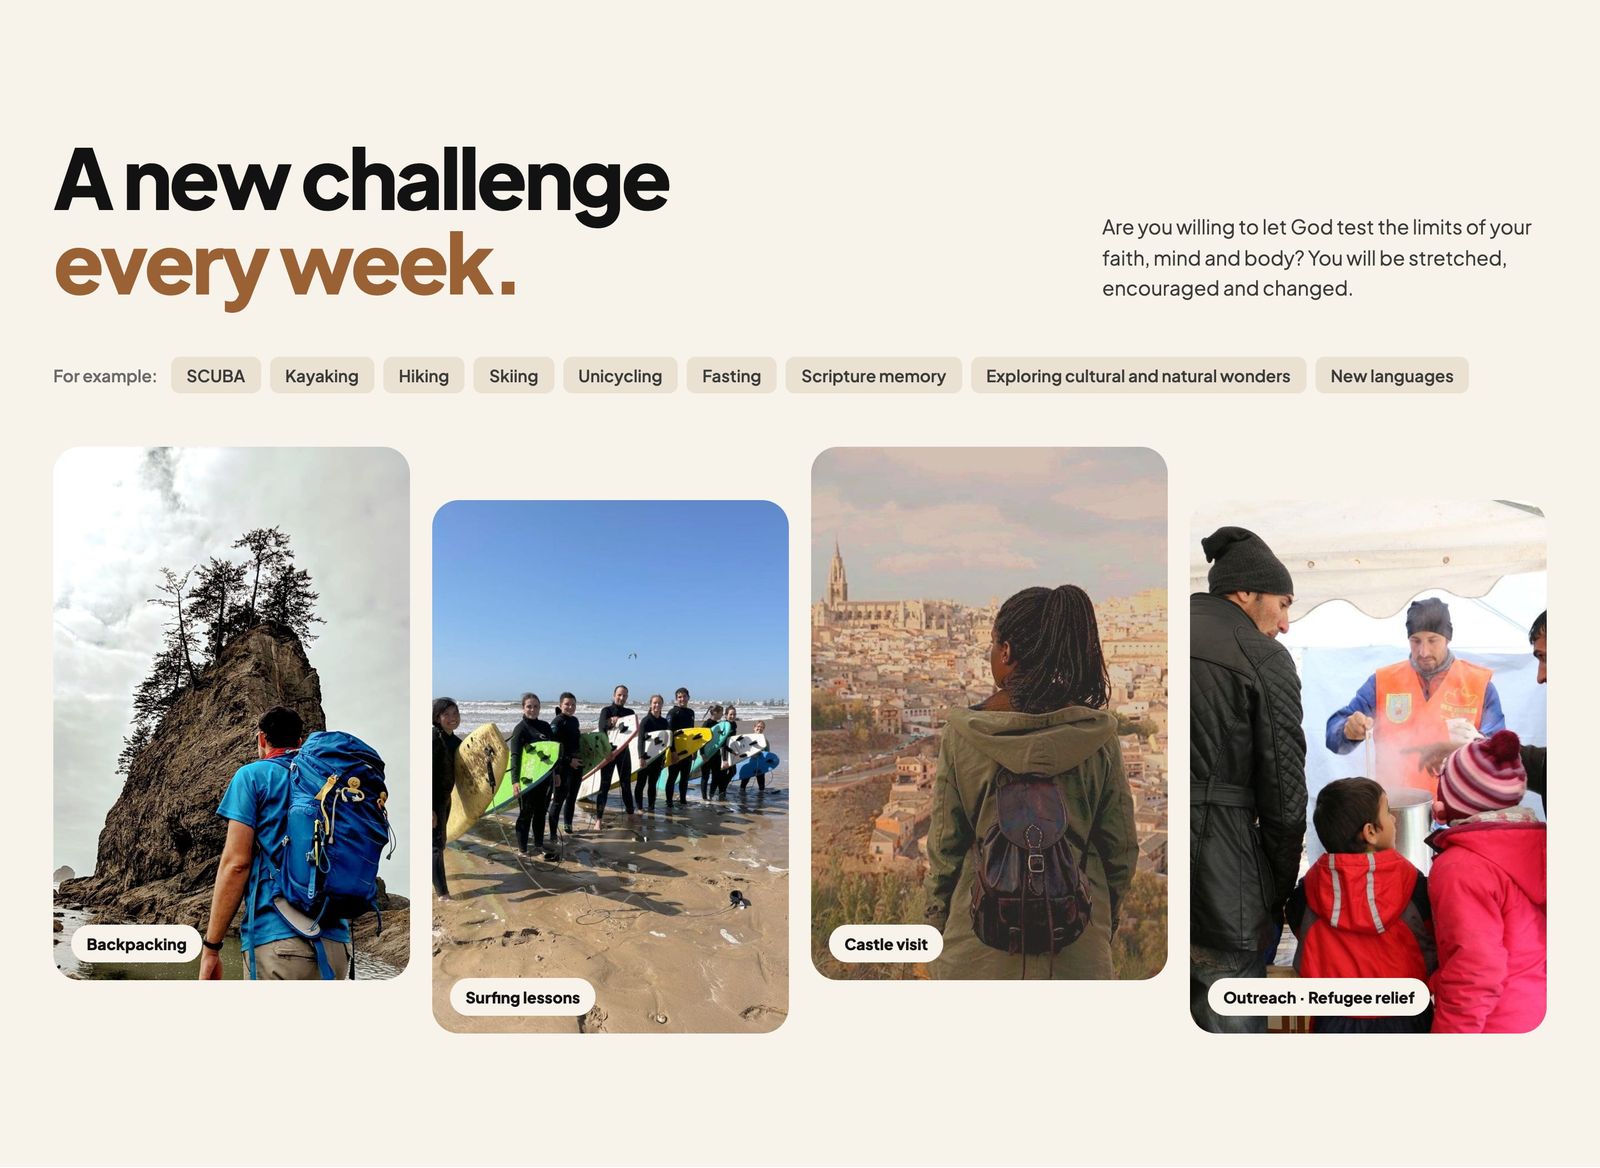 A new challenge
every week.
Are you willing to let God test the limits of your
faith, mind and body? You will be stretched,
encouraged and changed.
For example: SCUBA Kayaking Hiking Skiing Unicycling Fasting Scripture memory Exploring cultural and natural wonders New languages
Backpacking
Surfing lessons
Castle visit
Outreach · Refugee relief